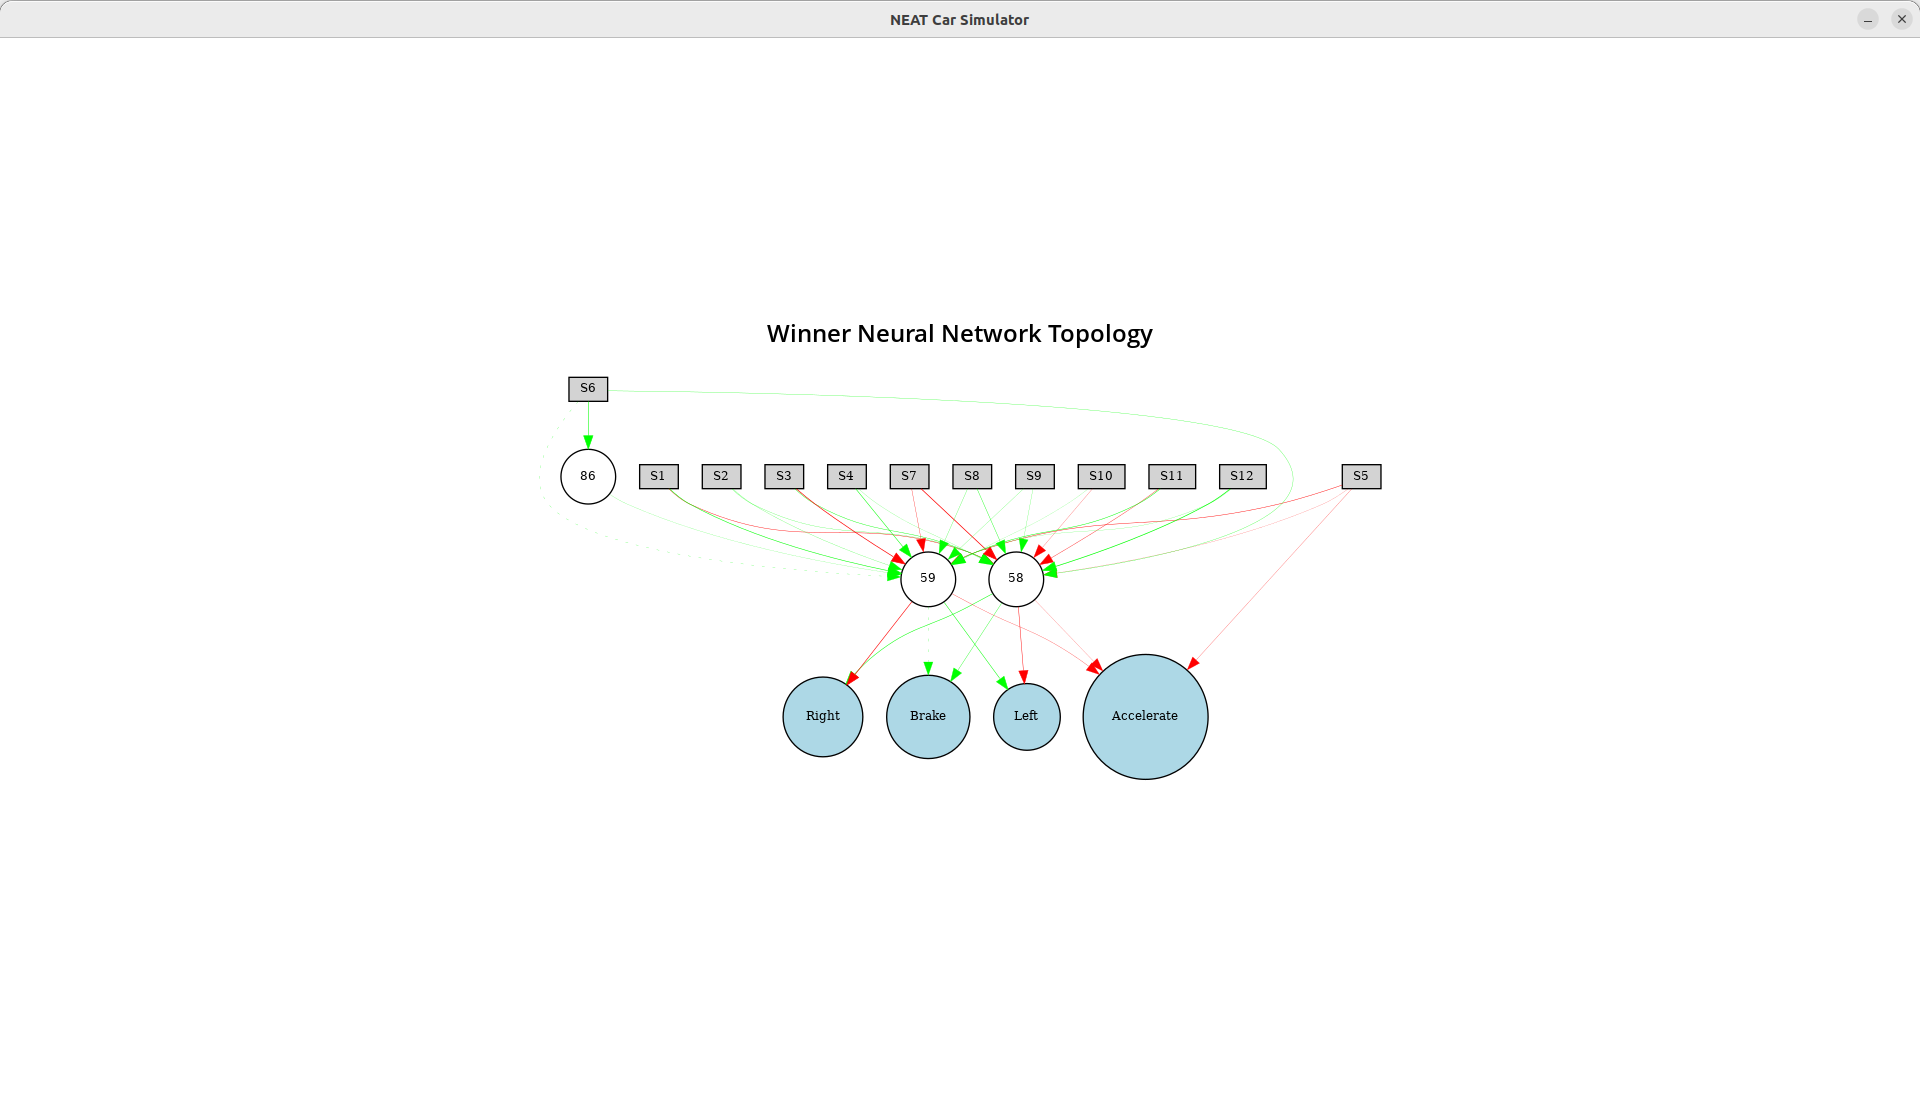 NEAT Car Simulator
Winner Neural Network Topology
S6
86
S1 S2 S3 S4 S7 S8 S9 S10 S11 S12 S5
59 58
Right Brake Left Accelerate